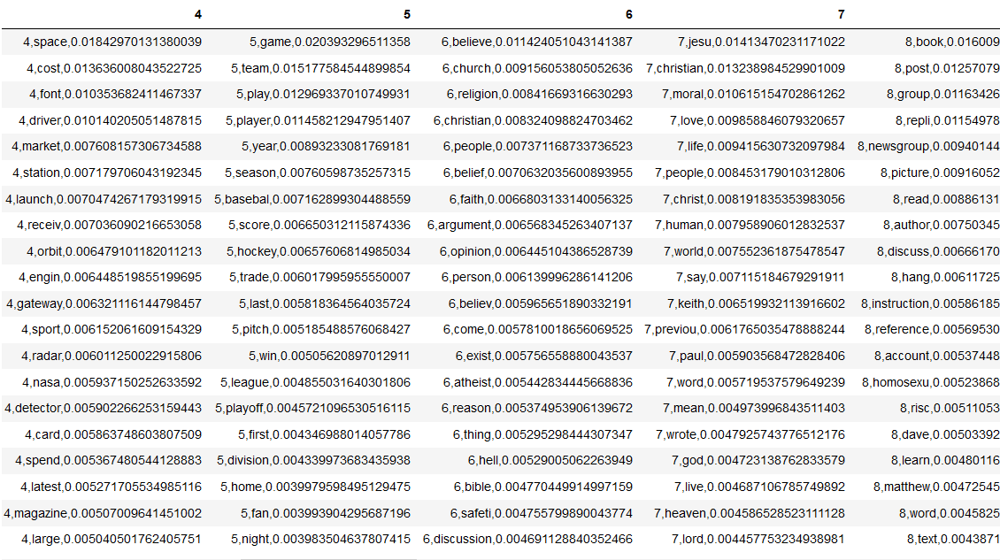 4 5 6 7
4,space,0.01842970131380039 5,game,0.020393296511358 6,believe,0.011424051043141387 7,jesu,0.01413470231171022 8,book,0.016009
4,cost,0.013636008043522725 5,team,0.015177584544899854 6,church,0.009156053805052636 7,christian,0.013238984529901009 8,post,0.01257079
4,font,0.010353682411467337 5,play,0.012969337010749931 6,religion,0.00841669316630293 7,moral,0.010615154702861262 8,group,0.01163426
4,driver,0.010140205051487815 5,player,0.011458212947951407 6,christian,0.008324098824703462 7,love,0.009858846079320657 8,repli,0.01154978
4,market,0.007608157306734588 5,year,0.00893233081769181 6,people,0.007371168733736523 7,life,0.009415630732097984 8,newsgroup,0.00940144
4,station,0.007179706043192345 5,season,0.00760598735257315 6,belief,0.0070632035600893955 7,people,0.008453179010312806 8,picture,0.00916052
4,launch,0.0070474267179319915 5,basebal,0.007162899304488559 6,faith,0.0066803133140056325 7,christ,0.008191835353983056 8,read,0.00886131
4,receiv,0.007036090216653058 5,score,0.006650312115874336 6,argument,0.006568345263407137 7,human,0.007958906012832537 8,author,0.00750345
4,orbit,0.006479101182011213 5,hockey,0.00657606814985034 6,opinion,0.006445104386528739 7,world,0.007552361875478547 8,discuss,0.00666170
4,engin,0.006448519855199695 5,trade,0.006017995955550007 6,person,0.006139996286141206 7,say,0.007115184679291911 8,hang,0.00611725
4,gateway,0.006321116144798457 5,last,0.005818364564035724 6,believ,0.005965651890332191 7,keith,0.006519932113916602 8,instruction,0.00586185
4,sport,0.006152061609154329 5,pitch,0.005185488576068427 6,come,0.0057810018656069525 7,previou,0.0061765035478888244 8,reference,0.00569530
4,radar,0.006011250022915806 5,win,0.00505620897012911 6,exist,0.005756558880043537 7,paul,0.005903568472828406 8,account,0.00537448
4,nasa,0.005937150252633592 5,league,0.004855031640301806 6,atheist,0.005442834445668836 7,word,0.005719537579649239 8,homosexu,0.00523868
4,detector,0.005902266253159443 5,playoff,0.0045721096530516115 6,reason,0.005374953906139672 7,mean,0.004973996843511403 8,risc,0.00511053
4,card,0.005863748603807509 5,first,0.004346988014057786 6,thing,0.005295298444307347 7,wrote,0.0047925743776512176 8,dave,0.00503392
4,spend,0.005367480544128883 5,division,0.004339973683435938 6,hell,0.00529005062263949 7,god,0.004723138762833579 8,learn,0.00480116
4,latest,0.005271705534985116 5,home,0.0039979598495129475 6,bible,0.004770449914997159 7,live,0.004687106785749892 8,matthew,0.00472545
4,magazine,0.00507009641451002 5,fan,0.003993904295687196 6,safeti,0.004755799890043774 7,heaven,0.004586528523111128 8,word,0.0045825
4,large,0.005040501762405751 5,night,0.003983504637807415 6,discussion,0.004691128840352466 7,lord,0.004457753234938981 8,text,0.0043871